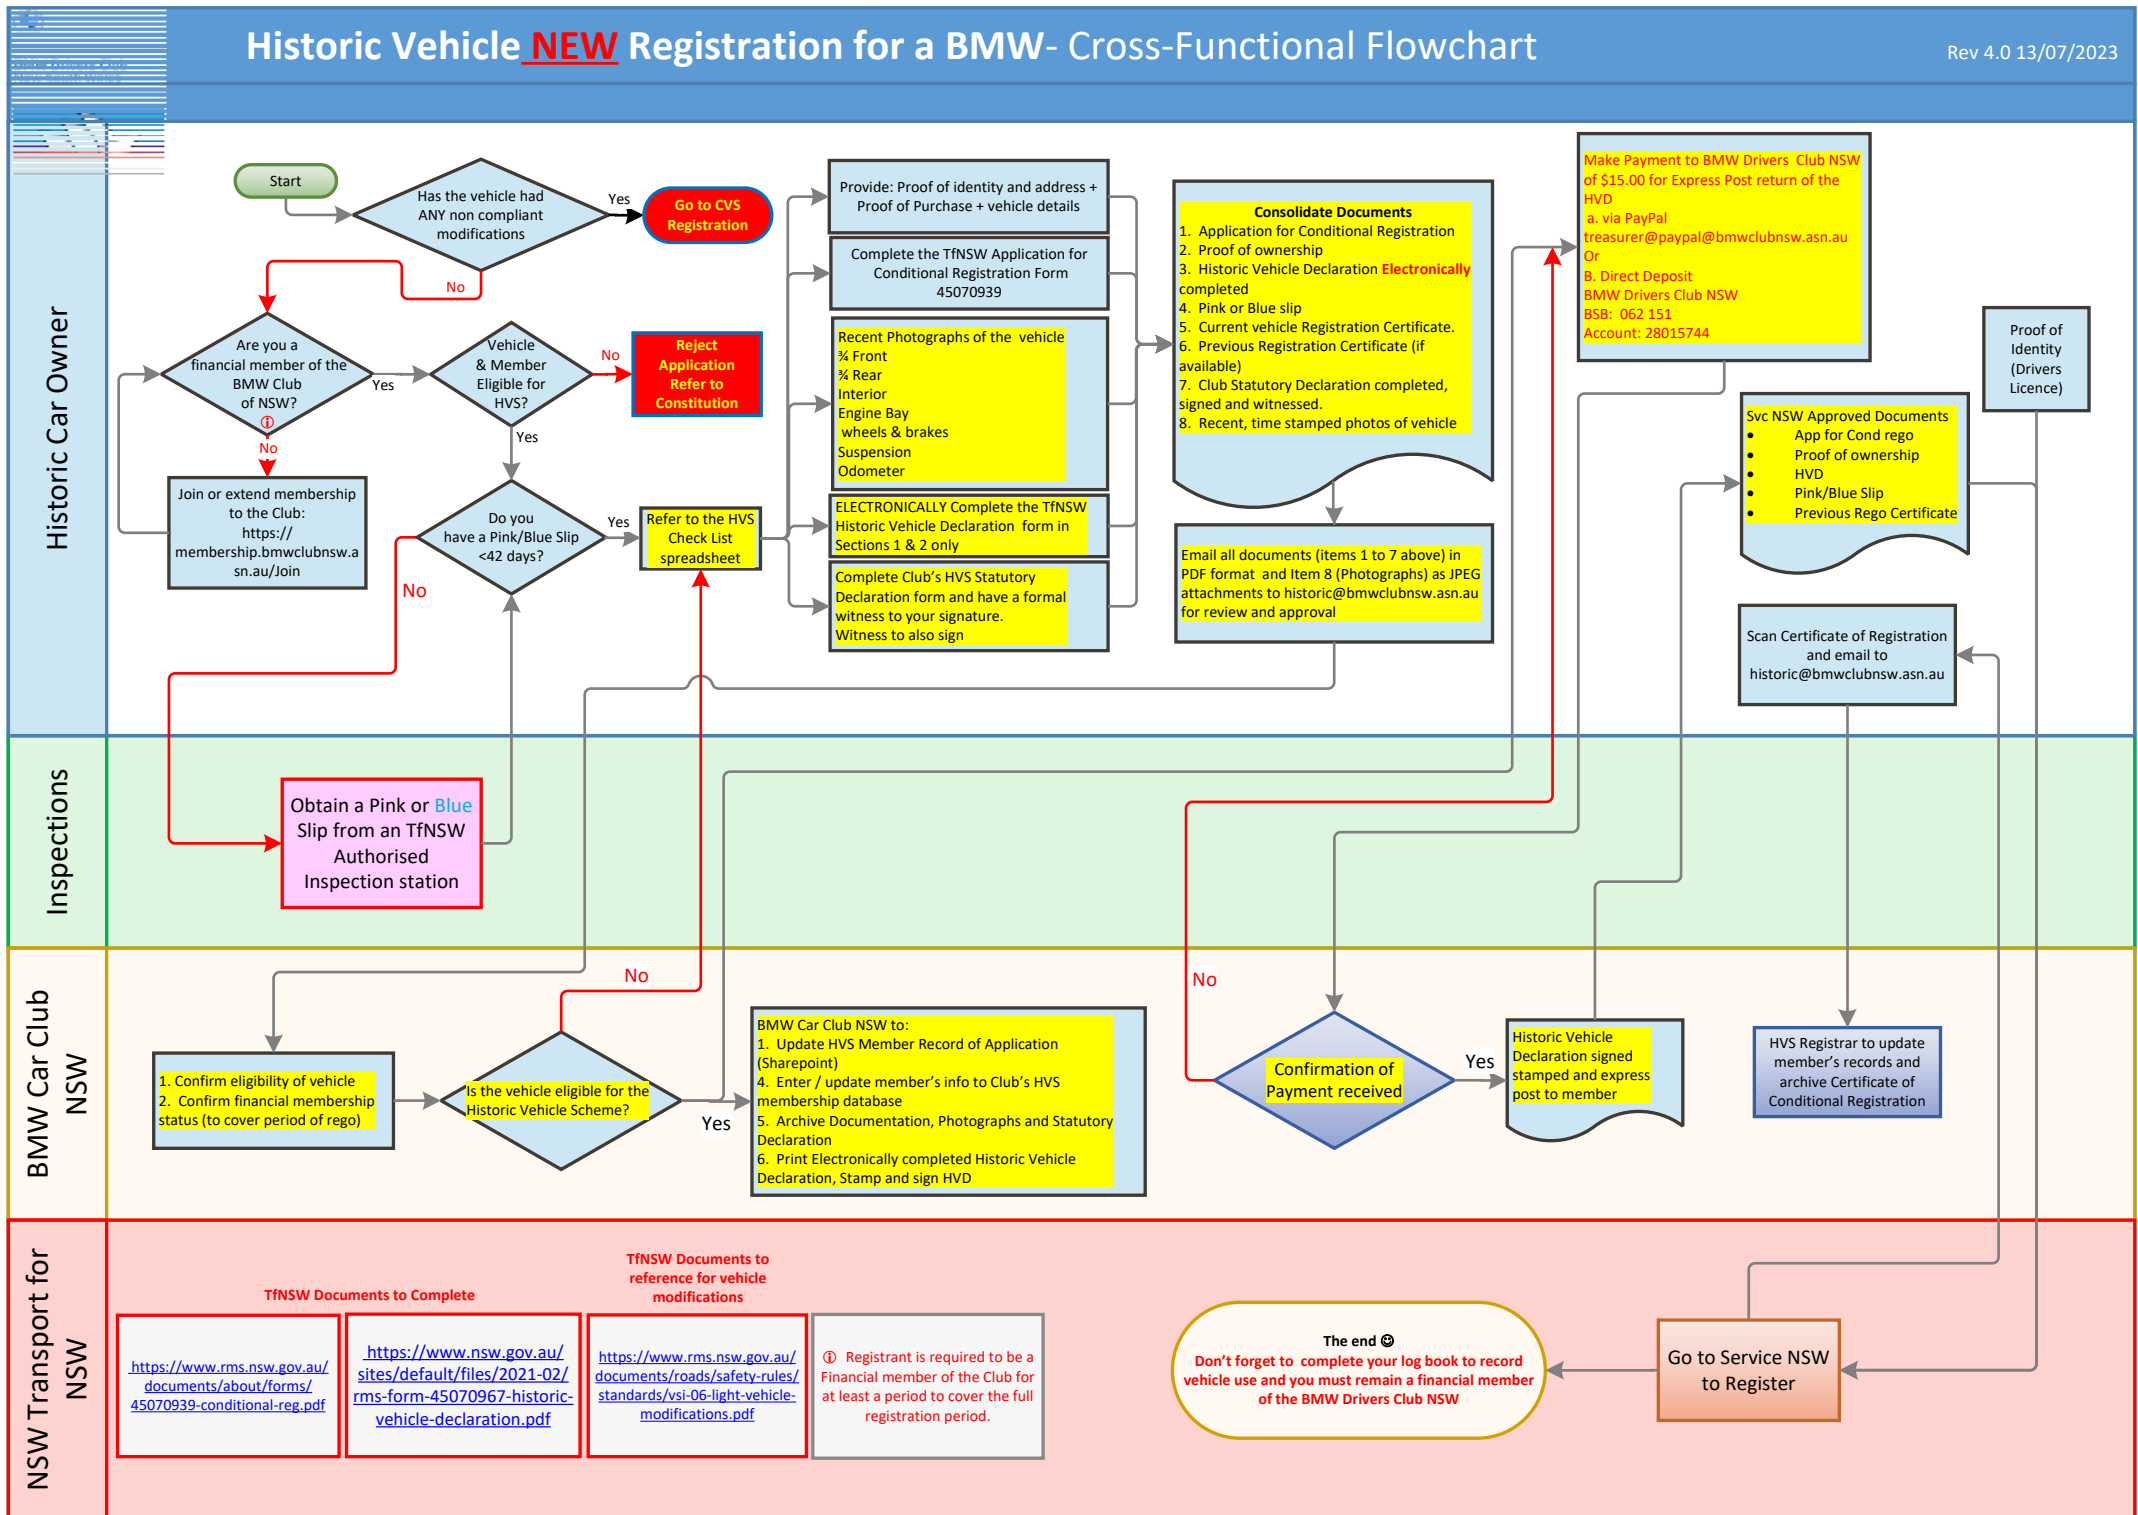 Historic Vehicle NEW Registration for a BMW- Cross-Functional Flowchart
Rev 4.0 13/07/2023
Historic Car Owner
Start
Has the vehicle had
ANY non compliant
modifications
Yes
Go to CVS
Registration
No
Are you a
financial member of the
BMW Club
of NSW?
ⓘ
Yes
No
Join or extend membership
to the Club:
https://
membership.bmwclubnsw.a
sn.au/Join
Vehicle
& Member
Eligible for
HVS?
No
Reject
Application
Refer to
Constitution
Yes
Do you
have a Pink/Blue Slip
<42 days?
Yes
No
Refer to the HVS
Check List
spreadsheet
Provide: Proof of identity and address +
Proof of Purchase + vehicle details
Complete the TfNSW Application for
Conditional Registration Form
45070939
Recent Photographs of the vehicle
¾ Front
¾ Rear
Interior
Engine Bay
wheels & brakes
Suspension
Odometer
ELECTRONICALLY Complete the TfNSW
Historic Vehicle Declaration form in
Sections 1 & 2 only
Complete Club's HVS Statutory
Declaration form and have a formal
witness to your signature.
Witness to also sign
Consolidate Documents
1. Application for Conditional Registration
2. Proof of ownership
3. Historic Vehicle Declaration Electronically
completed
4. Pink or Blue slip
5. Current vehicle Registration Certificate.
6. Previous Registration Certificate (if
available)
7. Club Statutory Declaration completed,
signed and witnessed.
8. Recent, time stamped photos of vehicle
Email all documents (items 1 to 7 above) in
PDF format and Item 8 (Photographs) as JPEG
attachments to historic@bmwclubnsw.asn.au
for review and approval
Make Payment to BMW Drivers Club NSW
of $15.00 for Express Post return of the
HVD
a. via PayPal
treasurer@paypal@bmwclubnsw.asn.au
Or
B. Direct Deposit
BMW Drivers Club NSW
BSB: 062 151
Account: 28015744
Proof of
Identity
(Drivers
Licence)
Svc NSW Approved Documents
• App for Cond rego
• Proof of ownership
• HVD
• Pink/Blue Slip
• Previous Rego Certificate
Scan Certificate of Registration
and email to
historic@bmwclubnsw.asn.au
Inspections
Obtain a Pink or Blue
Slip from an TfNSW
Authorised
Inspection station
BMW Car Club
NSW
1. Confirm eligibility of vehicle
2. Confirm financial membership
status (to cover period of rego)
No
Is the vehicle eligible for the
Historic Vehicle Scheme?
Yes
BMW Car Club NSW to:
1. Update HVS Member Record of Application
(Sharepoint)
4. Enter / update member's info to Club's HVS
membership database
5. Archive Documentation, Photographs and Statutory
Declaration
6. Print Electronically completed Historic Vehicle
Declaration, Stamp and sign HVD
No
Confirmation of
Payment received
Yes
Historic Vehicle
Declaration signed
stamped and express
post to member
HVS Registrar to update
member's records and
archive Certificate of
Conditional Registration
NSW Transport for
NSW
TfNSW Documents to Complete
https://www.rms.nsw.gov.au/
documents/about/forms/
45070939-conditional-reg.pdf
https://www.nsw.gov.au/
sites/default/files/2021-02/
rms-form-45070967-historic-
vehicle-declaration.pdf
TfNSW Documents to
reference for vehicle
modifications
https://www.rms.nsw.gov.au/
documents/roads/safety-rules/
standards/vsi-06-light-vehicle-
modifications.pdf
ⓘ Registrant is required to be a
Financial member of the Club for
at least a period to cover the full
registration period.
The end ☺
Don't forget to complete your log book to record
vehicle use and you must remain a financial member
of the BMW Drivers Club NSW
Go to Service NSW
to Register